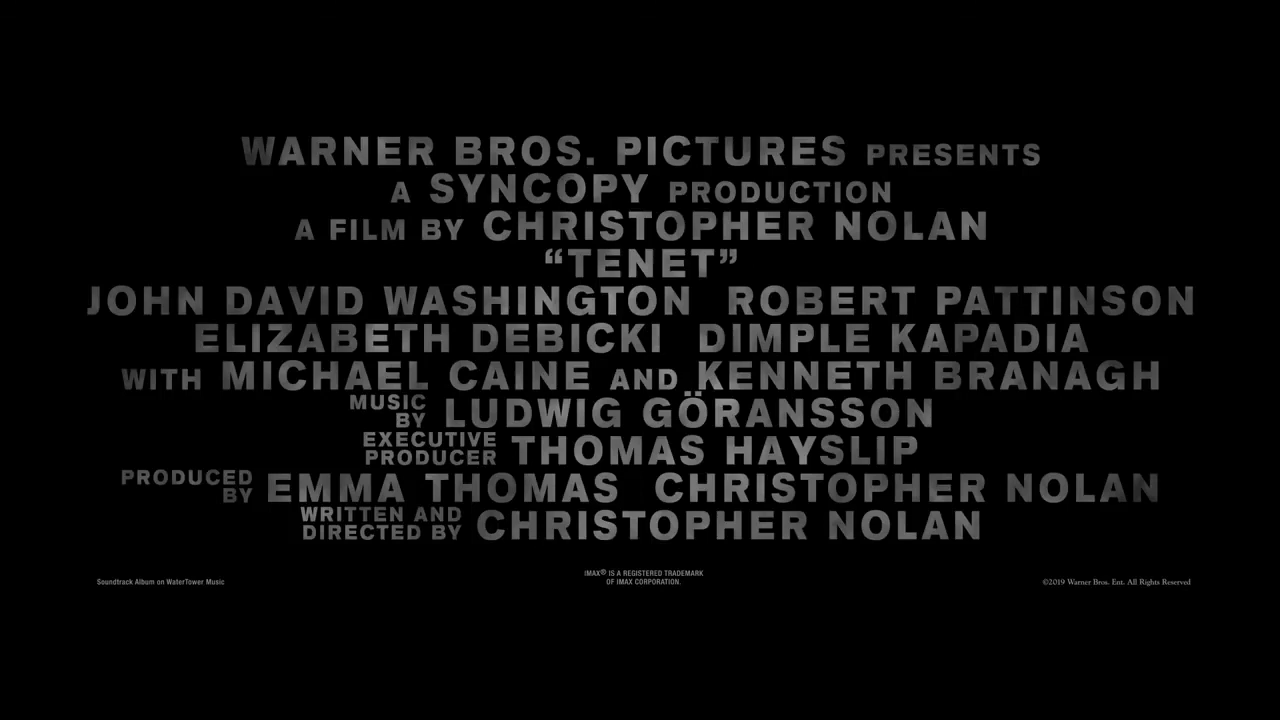 WARNER BROS. PICTURES PRESENTS
A SYNCOPY PRODUCTION
A FILM BY CHRISTOPHER NOLAN
“TENET”
JOHN DAVID WASHINGTON ROBERT PATTINSON
ELIZABETH DEBICKI DIMPLE KAPADIA
WITH MICHAEL CAINE AND KENNETH BRANAGH
MUSIC BY LUDWIG GÖRANSSON
EXECUTIVE PRODUCER THOMAS HAYSLIP
PRODUCED BY EMMA THOMAS CHRISTOPHER NOLAN
WRITTEN AND DIRECTED BY CHRISTOPHER NOLAN
Soundtrack Album on WaterTower Music
IMAX® IS A REGISTERED TRADEMARK
OF IMAX CORPORATION.
©2019 Warner Bros. Ent. All Rights Reserved